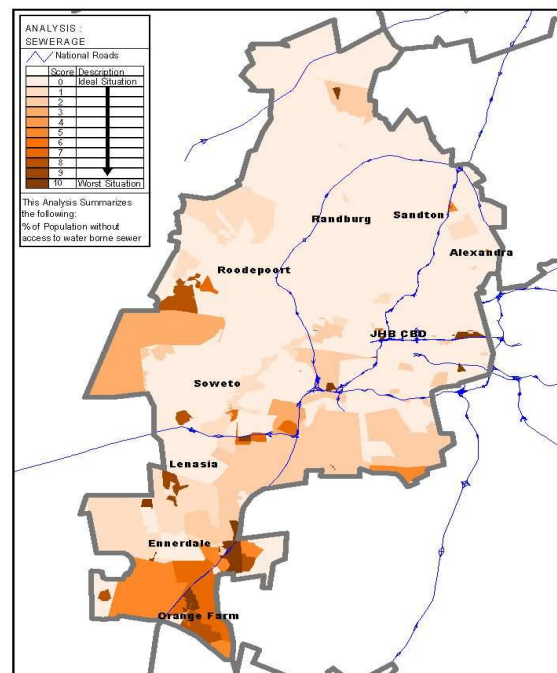 ANALYSIS :
SEWERAGE
National Roads
Score Description
0 Ideal Situation
1
2
3
4
5
6
7
8
9
10 Worst Situation
This Analysis Summarizes
the following:
% of Population without
access to water borne sewer
Randburg
Sandton
Alexandra
Roodepoort
JHB CBD
Soweto
Lenasia
Ennerdale
Orange Farm